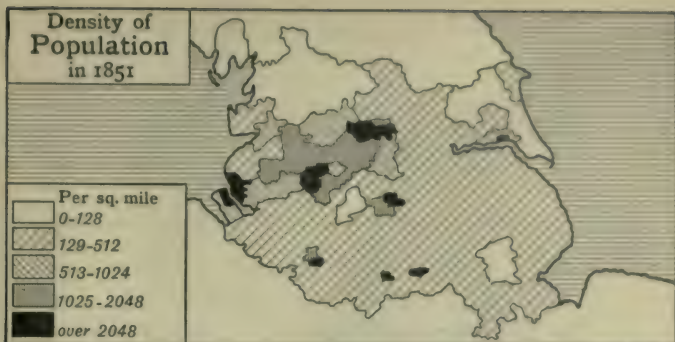 Density of
Population
in 1851
Per sq. mile
0-128
129-512
513-1024
1025-2048
over 2048